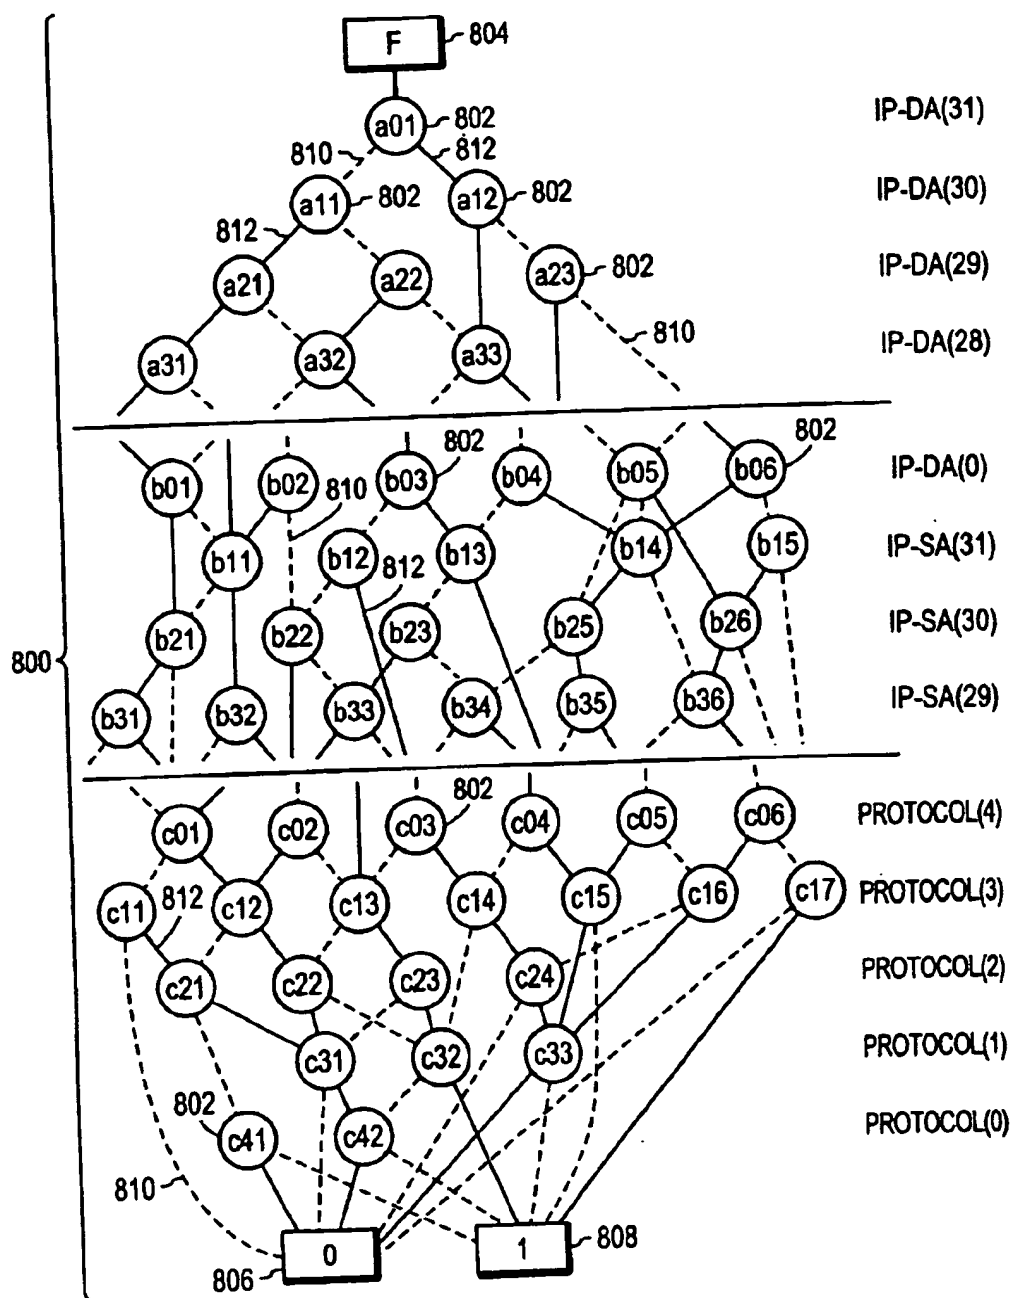 F 804
a01 802 IP-DA(31)
810 812
a11 802 a12 802 IP-DA(30)
812
a21 a22 a23 802 IP-DA(29)
810
a31 a32 a33 IP-DA(28)
802
b01 b02 b03 802 b04 b05 b06 IP-DA(0)
810
b11 b12 812 b13 b14 b15 IP-SA(31)
b21 b22 b23 b25 b26 IP-SA(30)
800
b31 b32 b33 b34 b35 b36 IP-SA(29)
802
c01 c02 c03 c04 c05 c06 PROTOCOL(4)
812
c11 c12 c13 c14 c15 c16 c17 PROTOCOL(3)
c21 c22 c23 c24 PROTOCOL(2)
c31 c32 c33 PROTOCOL(1)
802
c41 c42 PROTOCOL(0)
810
0 1 808
806